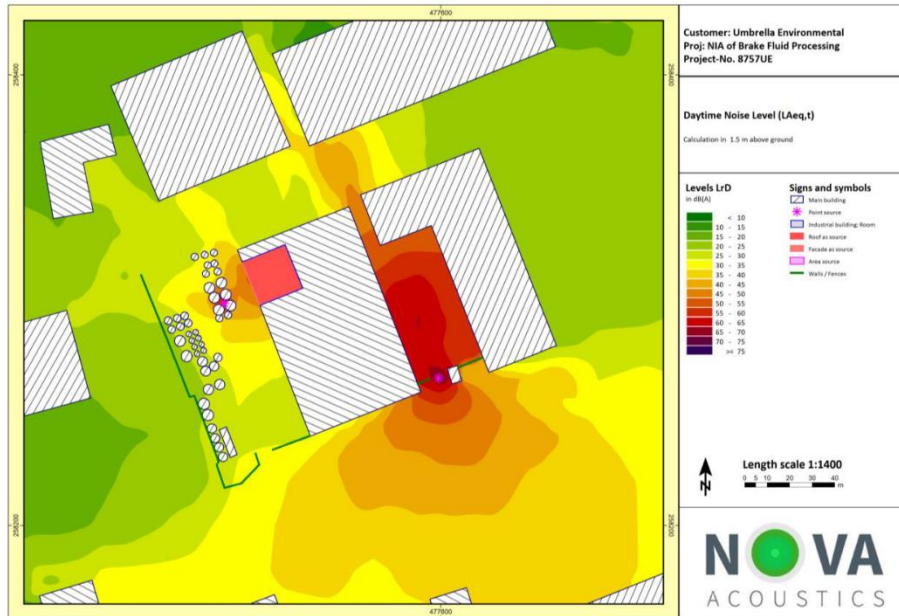 477600
258400
258400
258200
258200
477600
Customer: Umbrella Environmental
Proj: NIA of Brake Fluid Processing
Project-No. 8757UE
Daytime Noise Level (LAeq,t)
Calculation in 1.5 m above ground
Levels LrD
in dB(A)
< 10
10 - 15
15 - 20
20 - 25
25 - 30
30 - 35
35 - 40
40 - 45
45 - 50
50 - 55
55 - 60
60 - 65
65 - 70
70 - 75
>= 75
Signs and symbols
Main building
Point source
Industrial building: Room
Roof as source
Facade as source
Area source
Walls / Fences
N
Length scale 1:1400
0 5 10 20 30 40
m
NOVA
ACOUSTICS